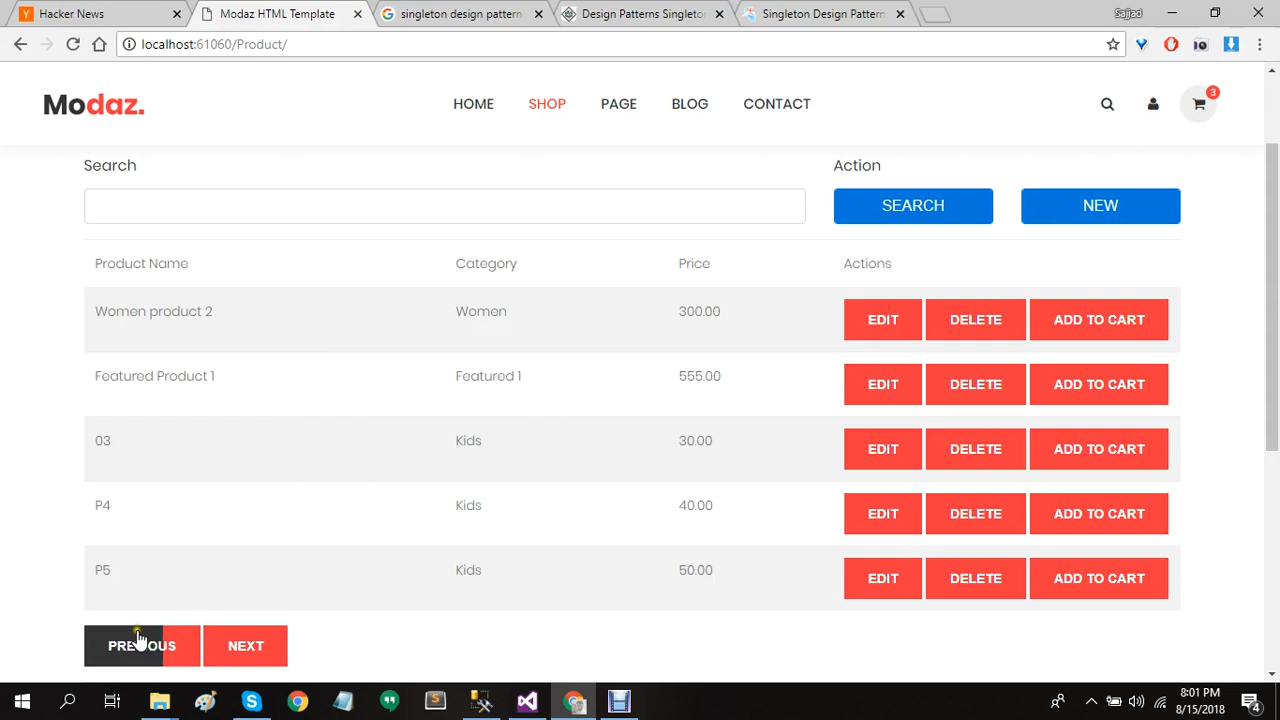 Hacker News
Modaz HTML Template
singleton design pattern
Design Patterns Singleton
Singleton Design Pattern
Sajjad
localhost:61060/Product/
Modaz.
HOME
SHOP
PAGE
BLOG
CONTACT
3
Search
Action
SEARCH
NEW
Product Name
Category
Price
Actions
Women product 2
Women
300.00
EDIT
DELETE
ADD TO CART
Featured Product 1
Featured 1
555.00
EDIT
DELETE
ADD TO CART
03
Kids
30.00
EDIT
DELETE
ADD TO CART
P4
Kids
40.00
EDIT
DELETE
ADD TO CART
P5
Kids
50.00
EDIT
DELETE
ADD TO CART
PREVIOUS
NEXT
8:01 PM
8/15/2018
4